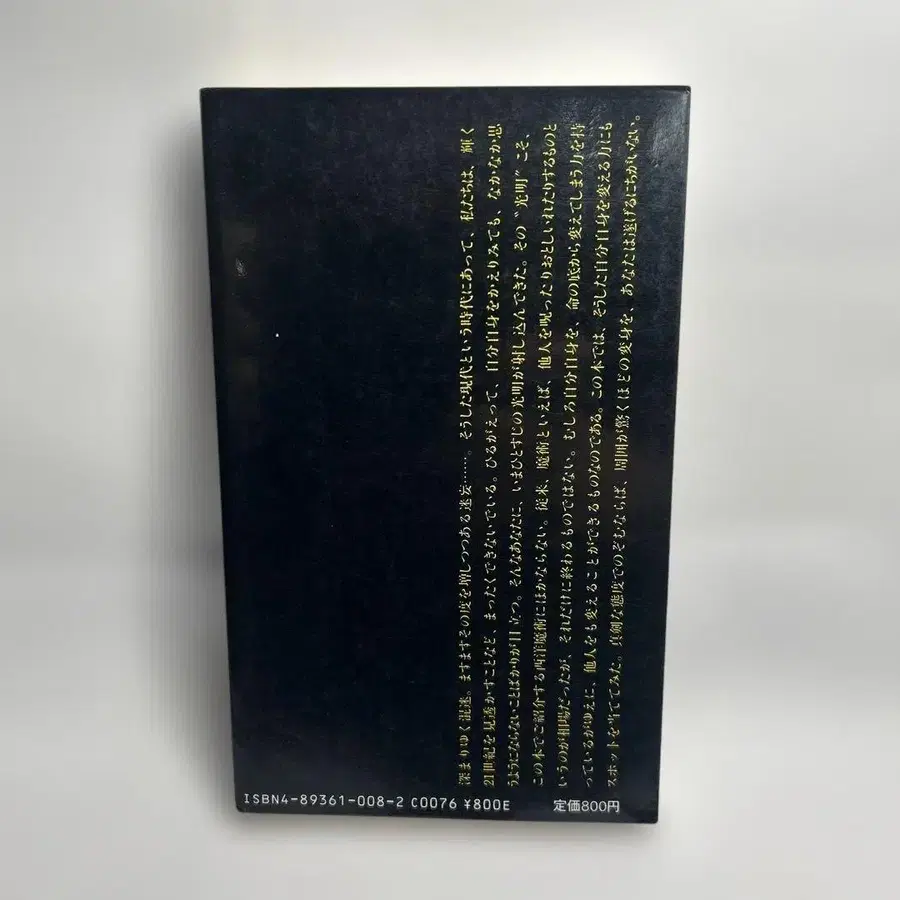 深まりゆく混迷。ますますその度を増しつつある迷妄……。そうした現代という時代にあって、私たちは、輝く
21世紀を見透かすことなど、まったくできないでいる。ひるがえって、自分自身をかえりみても、なかなか思
うようにならないことばかりが目立つ。そんなあなたに、いまひとすじの光明が射し込んできた。その〝光明〟こそ、
この本でご紹介する西洋魔術にほかならない。従来、魔術といえば、他人を呪ったりおとしいれたりするものと
いうのが相場だったが、それだけに終わるものではない。むしろ自分自身を、命の底から変えてしまう力を持
っているがゆえに、他人をも変えることができるものなのである。この本では、そうした自分自身を変える力にも
スポットを当ててみた。真剣な態度でのぞむならば、周囲が驚くほどの変身を、あなたは遂げるにちがいない。
ISBN4-89361-008-2 C0076 ¥800E 定価800円